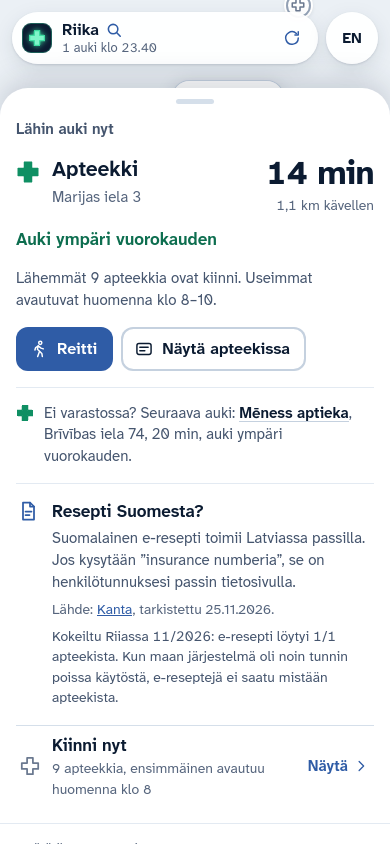 Riika
1 auki klo 23.40
EN
Lähin auki nyt
Apteekki
14 min
Marijas iela 3
1,1 km kävellen
Auki ympäri vuorokauden
Lähemmät 9 apteekkia ovat kiinni. Useimmat
avautuvat huomenna klo 8–10.
Reitti
Näytä apteekissa
Ei varastossa? Seuraava auki: Mēness aptieka,
Brīvības iela 74, 20 min, auki ympäri
vuorokauden.
Resepti Suomesta?
Suomalainen e-resepti toimii Latviassa passilla.
Jos kysytään ”insurance numberia”, se on
henkilötunnuksesi passin tietosivulla.
Lähde: Kanta, tarkistettu 25.11.2026.
Kokeiltu Riiassa 11/2026: e-resepti löytyi 1/1
apteekista. Kun maan järjestelmä oli noin tunnin
poissa käytöstä, e-reseptejä ei saatu mistään
apteekista.
Kiinni nyt
9 apteekkia, ensimmäinen avautuu
huomenna klo 8
Näytä